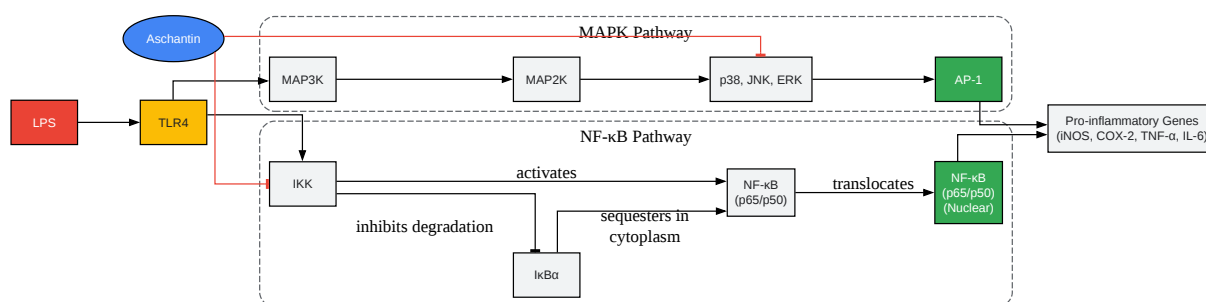 Aschantin
MAPK Pathway
MAP3K
MAP2K
p38, JNK, ERK
AP-1
LPS
TLR4
Pro-inflammatory Genes
(iNOS, COX-2, TNF-α, IL-6)
NF-κB Pathway
IKK
activates
NF-κB
(p65/p50)
translocates
NF-κB
(p65/p50)
(Nuclear)
inhibits degradation
sequesters in
cytoplasm
IκBα